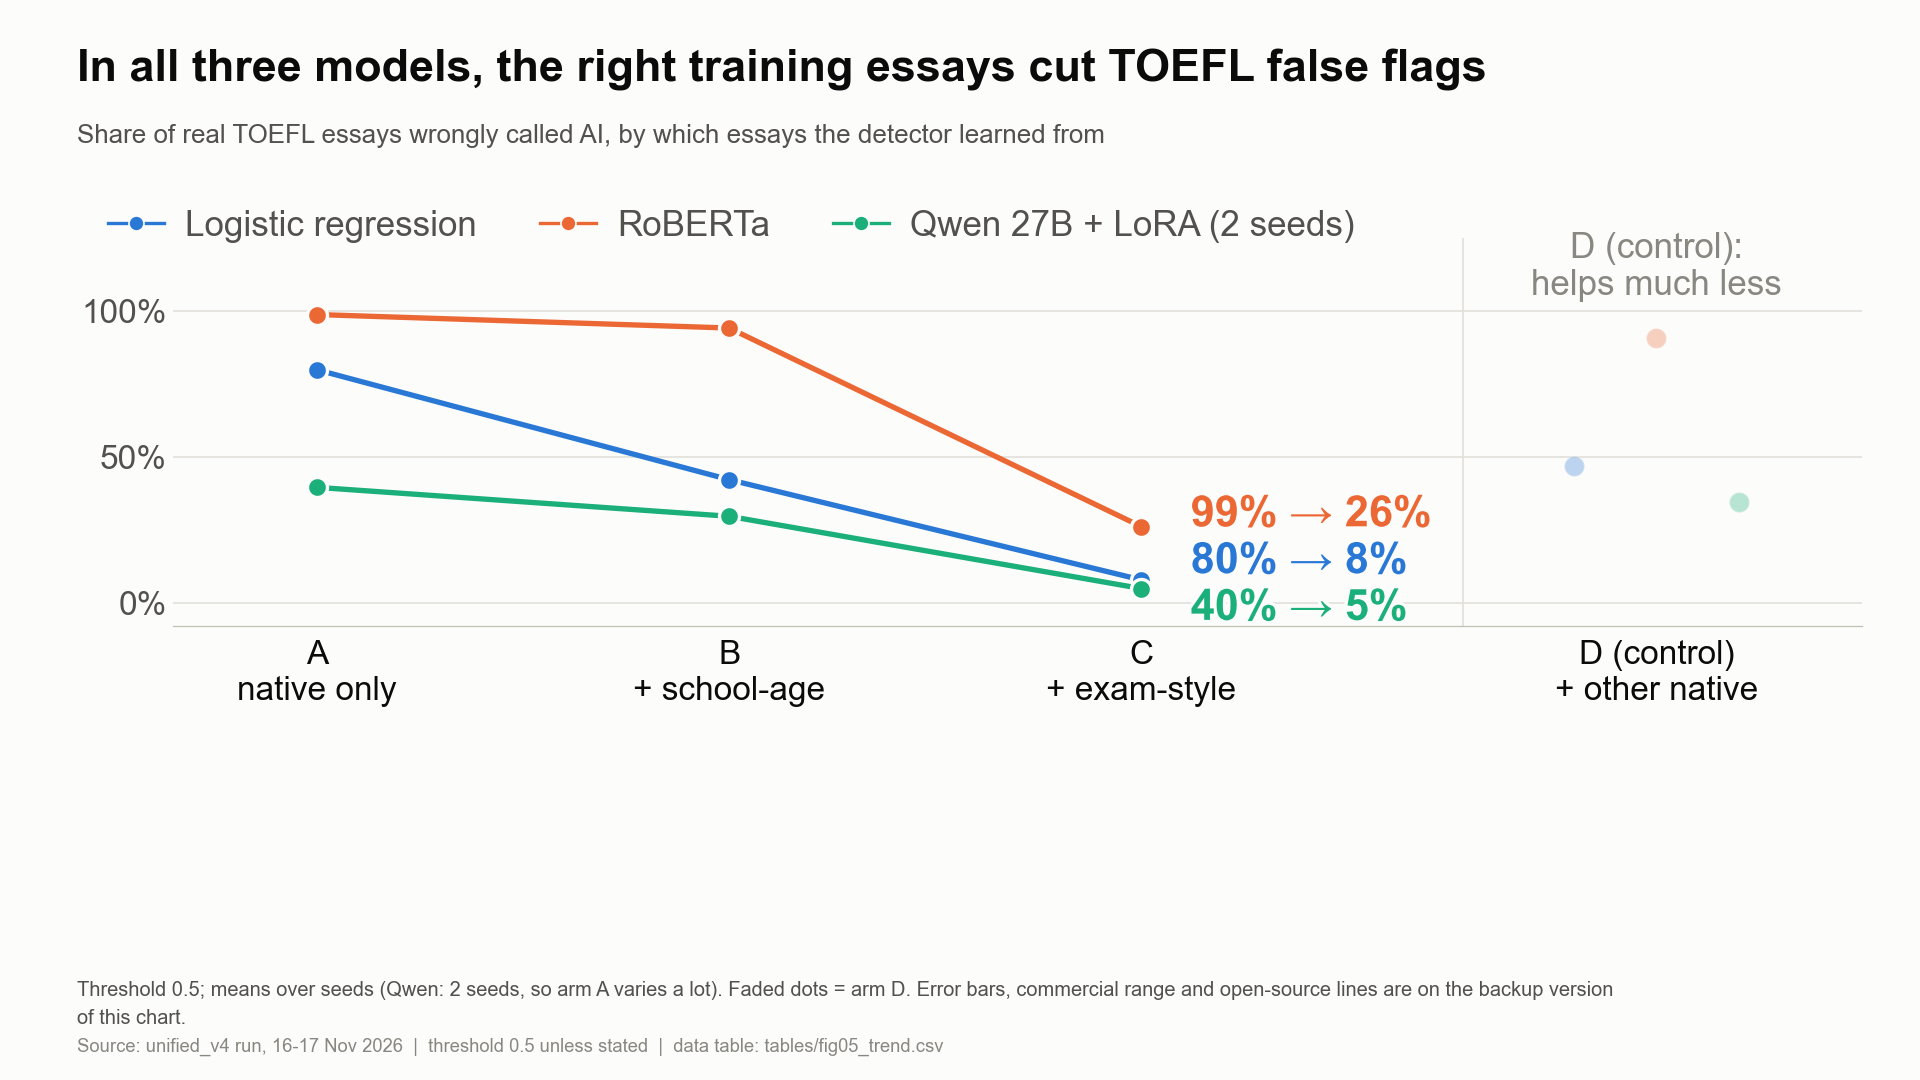 In all three models, the right training essays cut TOEFL false flags
Share of real TOEFL essays wrongly called AI, by which essays the detector learned from
Logistic regression
RoBERTa
Qwen 27B + LoRA (2 seeds)
D (control):
helps much less
100%
50%
0%
99% → 26%
80% → 8%
40% → 5%
A
native only
B
+ school-age
C
+ exam-style
D (control)
+ other native
Threshold 0.5; means over seeds (Qwen: 2 seeds, so arm A varies a lot). Faded dots = arm D. Error bars, commercial range and open-source lines are on the backup version
of this chart.
Source: unified_v4 run, 16-17 Nov 2026 | threshold 0.5 unless stated | data table: tables/fig05_trend.csv